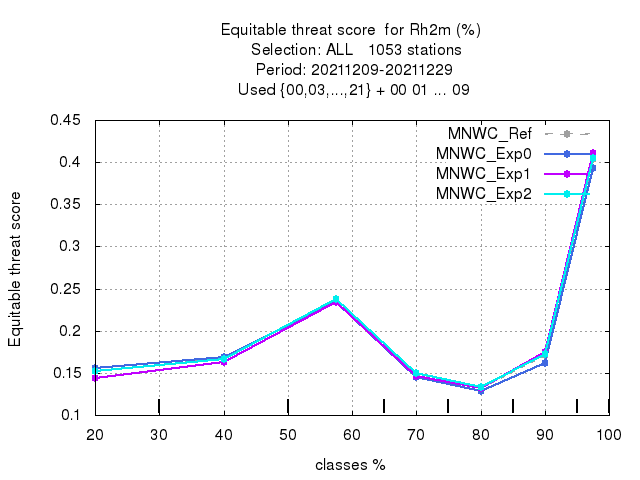 Equitable threat score  for Rh2m (%)
Selection: ALL   1053 stations
Period: 20211209-20211229
Used {00,03,...,21} + 00 01 ... 09
MNWC_Ref
MNWC_Exp0
MNWC_Exp1
MNWC_Exp2
0.45
0.4
0.35
0.3
0.25
0.2
0.15
0.1
Equitable threat score
20 30 40 50 60 70 80 90 100
classes %